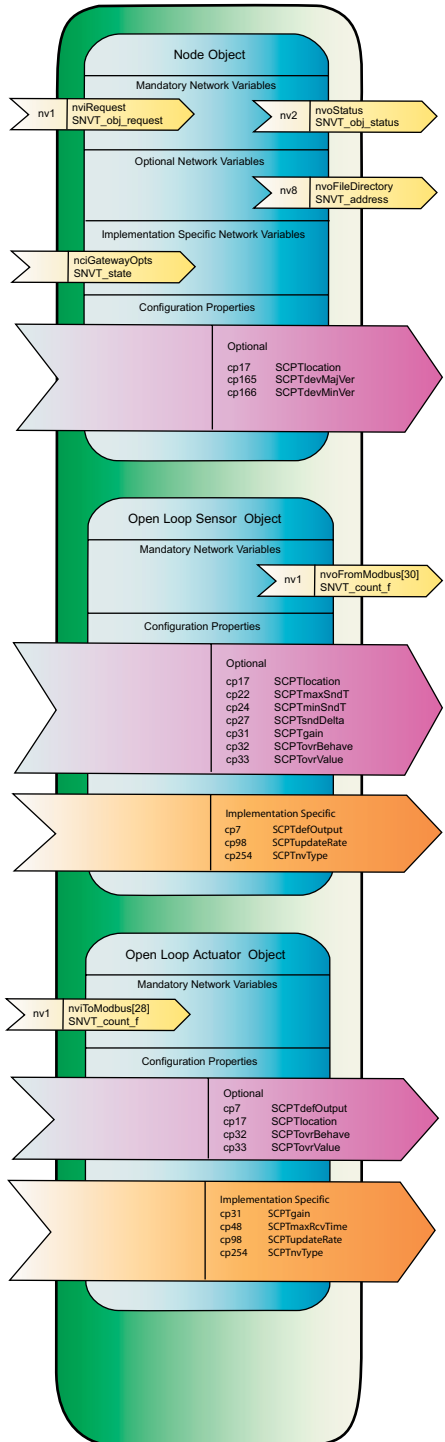 Node Object
Mandatory Network Variables
nv1
nviRequest
SNVT_obj_request
nv2
nvoStatus
SNVT_obj_status
Optional Network Variables
nv8
nvoFileDirectory
SNVT_address
Implementation Specific Network Variables
nciGatewayOpts
SNVT_state
Configuration Properties
Optional
cp17 SCPTlocation
cp165 SCPTdevMajVer
cp166 SCPTdevMinVer
Open Loop Sensor Object
Mandatory Network Variables
nv1
nvoFromModbus[30]
SNVT_count_f
Configuration Properties
Optional
cp17 SCPTlocation
cp22 SCPTmaxSndT
cp24 SCPTminSndT
cp27 SCPTsndDelta
cp31 SCPTgain
cp32 SCPTovrBehave
cp33 SCPTovrValue
Implementation Specific
cp7 SCPTdefOutput
cp98 SCPTupdateRate
cp254 SCPTnvType
Open Loop Actuator Object
Mandatory Network Variables
nv1
nviToModbus[28]
SNVT_count_f
Configuration Properties
Optional
cp7 SCPTdefOutput
cp17 SCPTlocation
cp32 SCPTovrBehave
cp33 SCPTovrValue
Implementation Specific
cp31 SCPTgain
cp48 SCPTmaxRcvTime
cp98 SCPTupdateRate
cp254 SCPTnvType